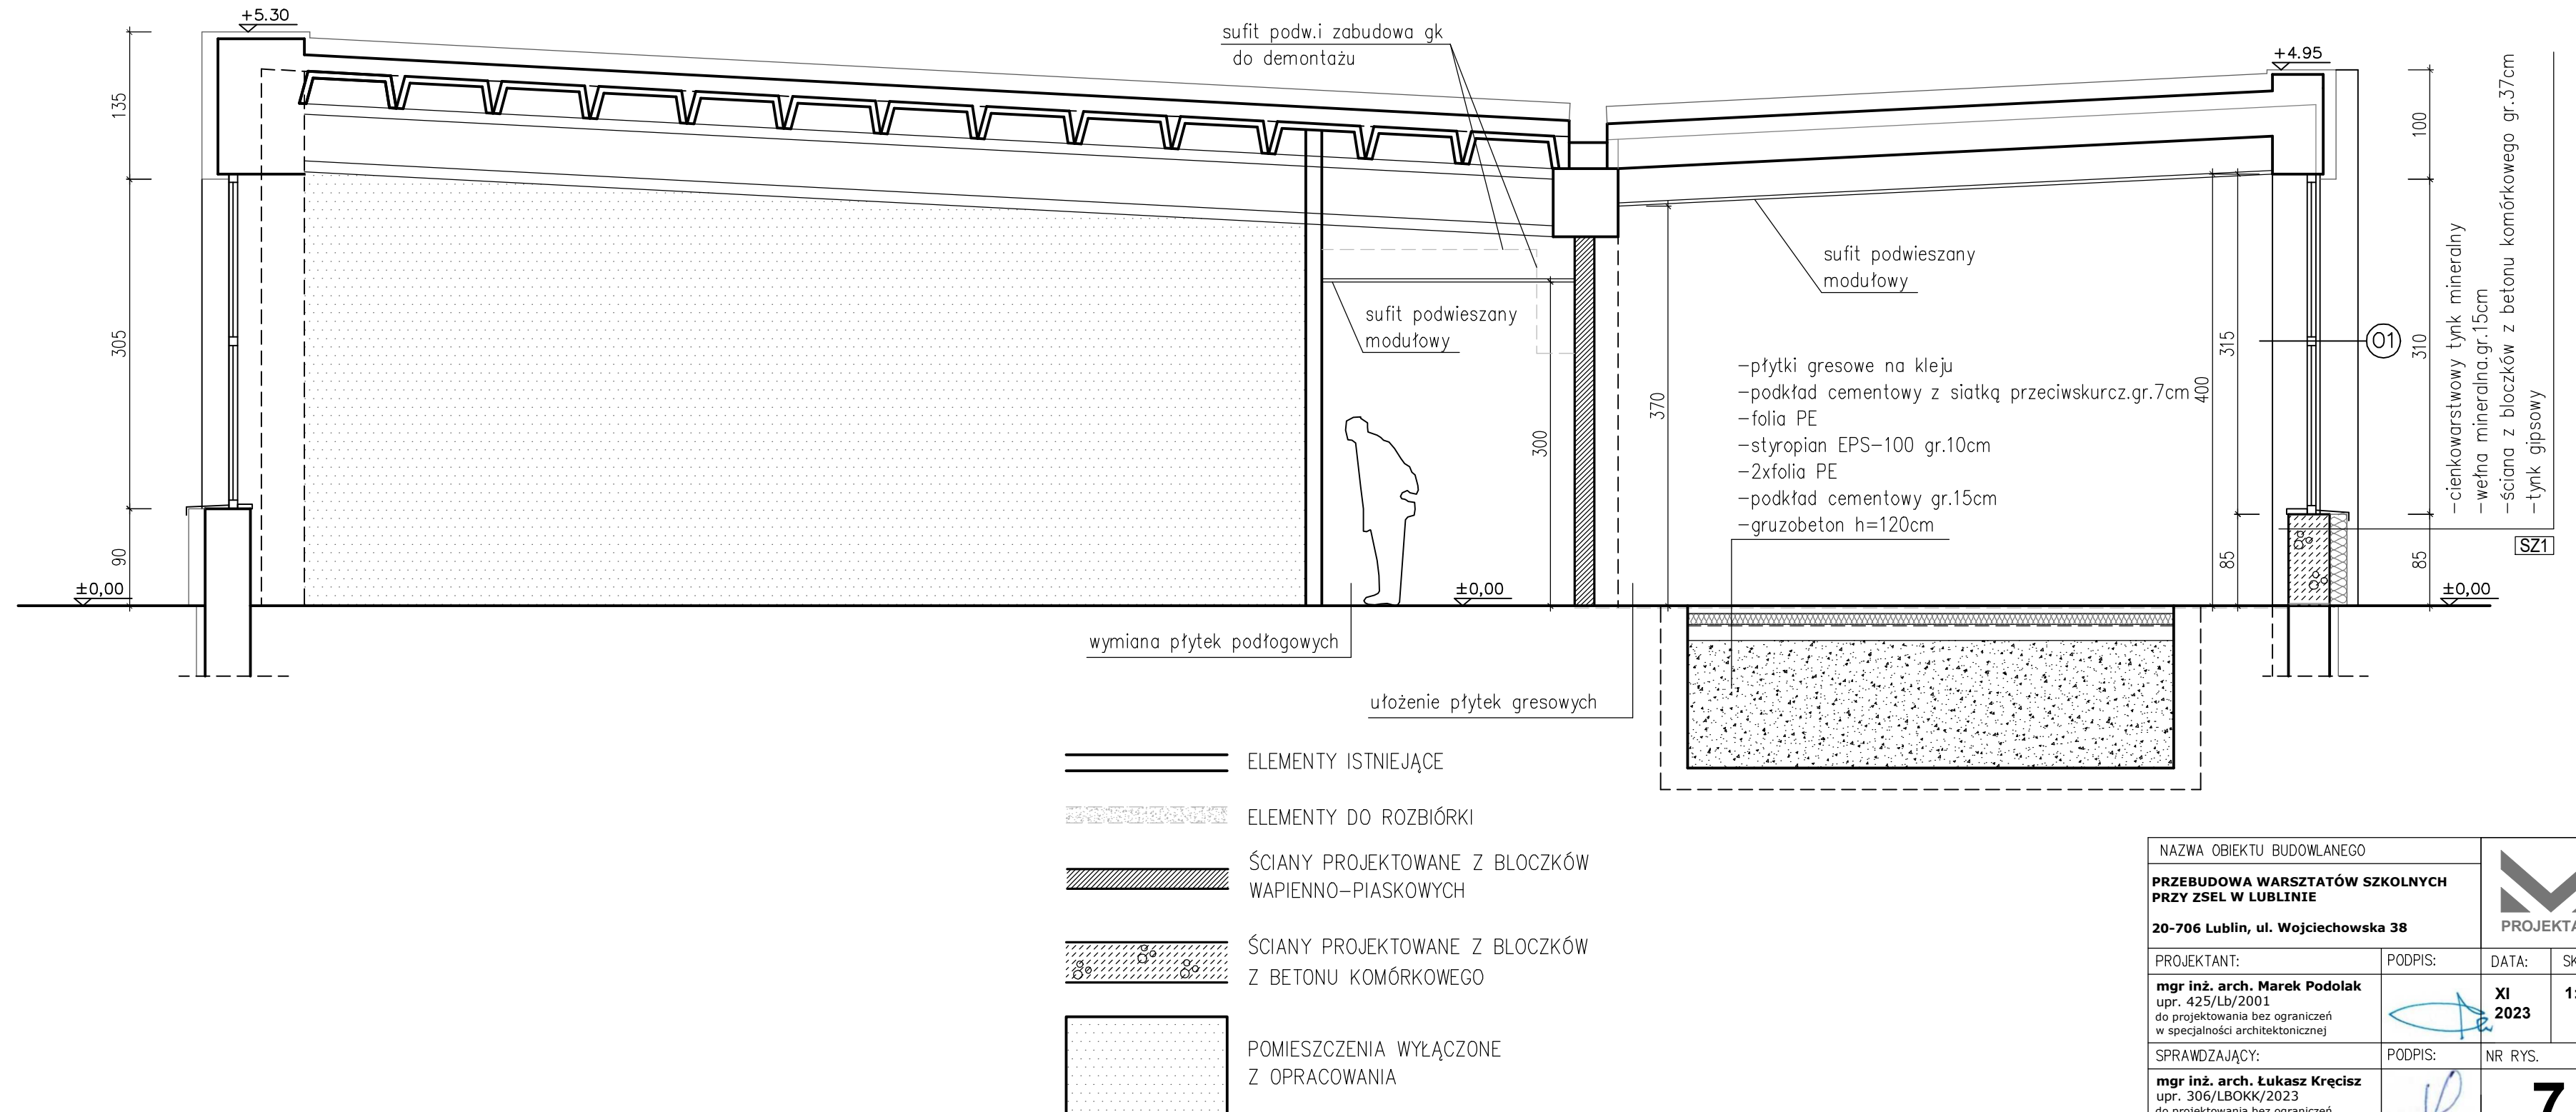 +5.30
sufit podw.i zabudowa gk
do demontażu
+4.95
135
100
305
90
±0,00
sufit podwieszany
modułowy
sufit podwieszany
modułowy
300
370
400
315
85
01
310
85
-płytki gresowe na kleju
-podkład cementowy z siatką przeciwskurcz.gr.7cm
-folia PE
-styropian EPS-100 gr.10cm
-2xfolia PE
-podkład cementowy gr.15cm
-gruzobeton h=120cm
-cienkowarstwowy tynk mineralny
-wełna mineralna.gr.15cm
-ściana z bloczków z betonu komórkowego gr.37cm
-tynk gipsowy
SZ1
±0,00
±0,00
wymiana płytek podłogowych
ułożenie płytek gresowych
ELEMENTY ISTNIEJĄCE
ELEMENTY DO ROZBIÓRKI
ŚCIANY PROJEKTOWANE Z BLOCZKÓW
WAPIENNO-PIASKOWYCH
ŚCIANY PROJEKTOWANE Z BLOCZKÓW
Z BETONU KOMÓRKOWEGO
POMIESZCZENIA WYŁĄCZONE
Z OPRACOWANIA
NAZWA OBIEKTU BUDOWLANEGO
PRZEBUDOWA WARSZTATÓW SZKOLNYCH
PRZY ZSEL W LUBLINIE
20-706 Lublin, ul. Wojciechowska 38
PROJEKTA
PROJEKTANT: PODPIS: DATA: SK
mgr inż. arch. Marek Podolak
upr. 425/Lb/2001
do projektowania bez ograniczeń
w specjalności architektonicznej
XI
2023
1:
SPRAWDZAJĄCY: PODPIS: NR RYS.
mgr inż. arch. Łukasz Kręcisz
upr. 306/LBOKK/2023
do projektowania bez ograniczeń
7